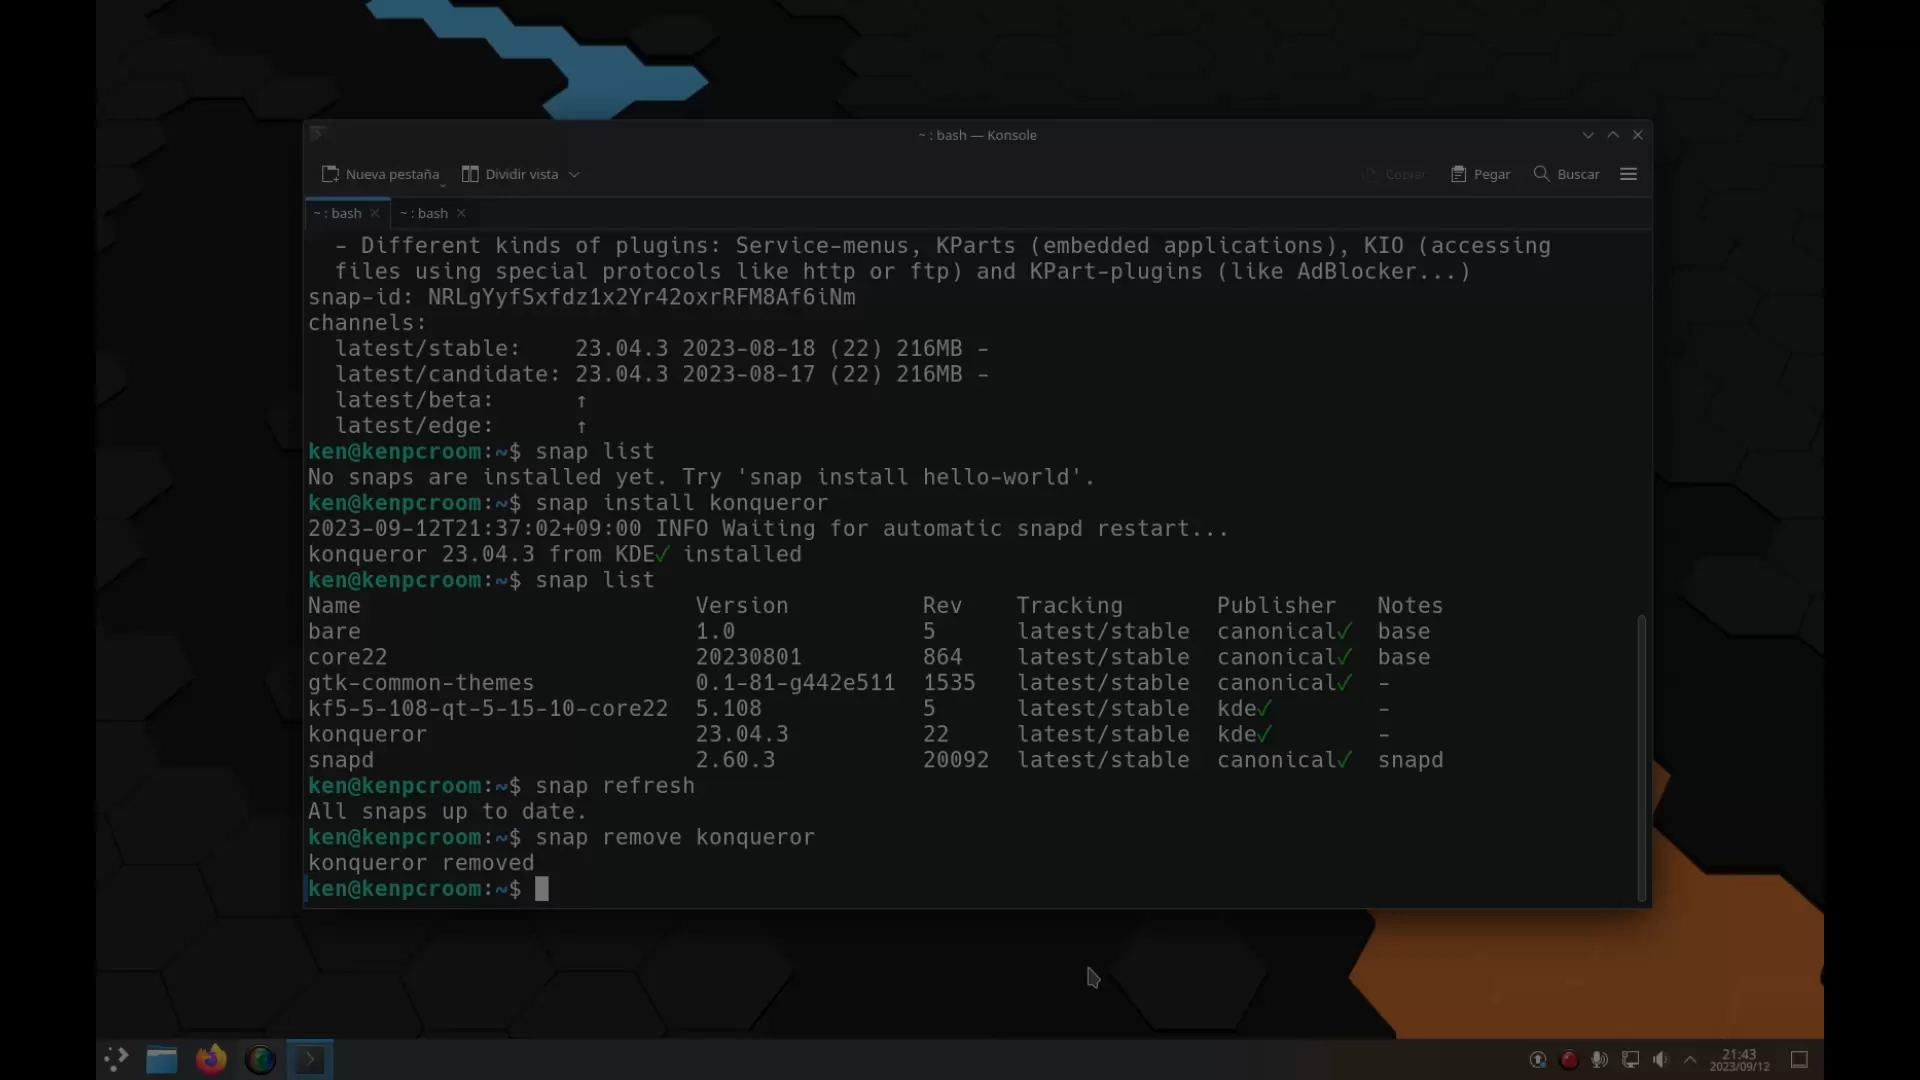 ~ : bash — Konsole
Nueva pestaña Dividir vista Copiar Pegar Buscar
~ : bash ~ : bash
- Different kinds of plugins: Service-menus, KParts (embedded applications), KIO (accessing
files using special protocols like http or ftp) and KPart-plugins (like AdBlocker...)
snap-id: NRLgYyfSxfdz1x2Yr42oxrRFM8Af6iNm
channels:
latest/stable: 23.04.3 2023-08-18 (22) 216MB -
latest/candidate: 23.04.3 2023-08-17 (22) 216MB -
latest/beta: ↑
latest/edge: ↑
ken@kenpcroom:~$ snap list
No snaps are installed yet. Try 'snap install hello-world'.
ken@kenpcroom:~$ snap install konqueror
2023-09-12T21:37:02+09:00 INFO Waiting for automatic snapd restart...
konqueror 23.04.3 from KDE✓ installed
ken@kenpcroom:~$ snap list
Name Version Rev Tracking Publisher Notes
bare 1.0 5 latest/stable canonical✓ base
core22 20230801 864 latest/stable canonical✓ base
gtk-common-themes 0.1-81-g442e511 1535 latest/stable canonical✓ -
kf5-5-108-qt-5-15-10-core22 5.108 5 latest/stable kde✓ -
konqueror 23.04.3 22 latest/stable kde✓ -
snapd 2.60.3 20092 latest/stable canonical✓ snapd
ken@kenpcroom:~$ snap refresh
All snaps up to date.
ken@kenpcroom:~$ snap remove konqueror
konqueror removed
ken@kenpcroom:~$
21:43
2023/09/12